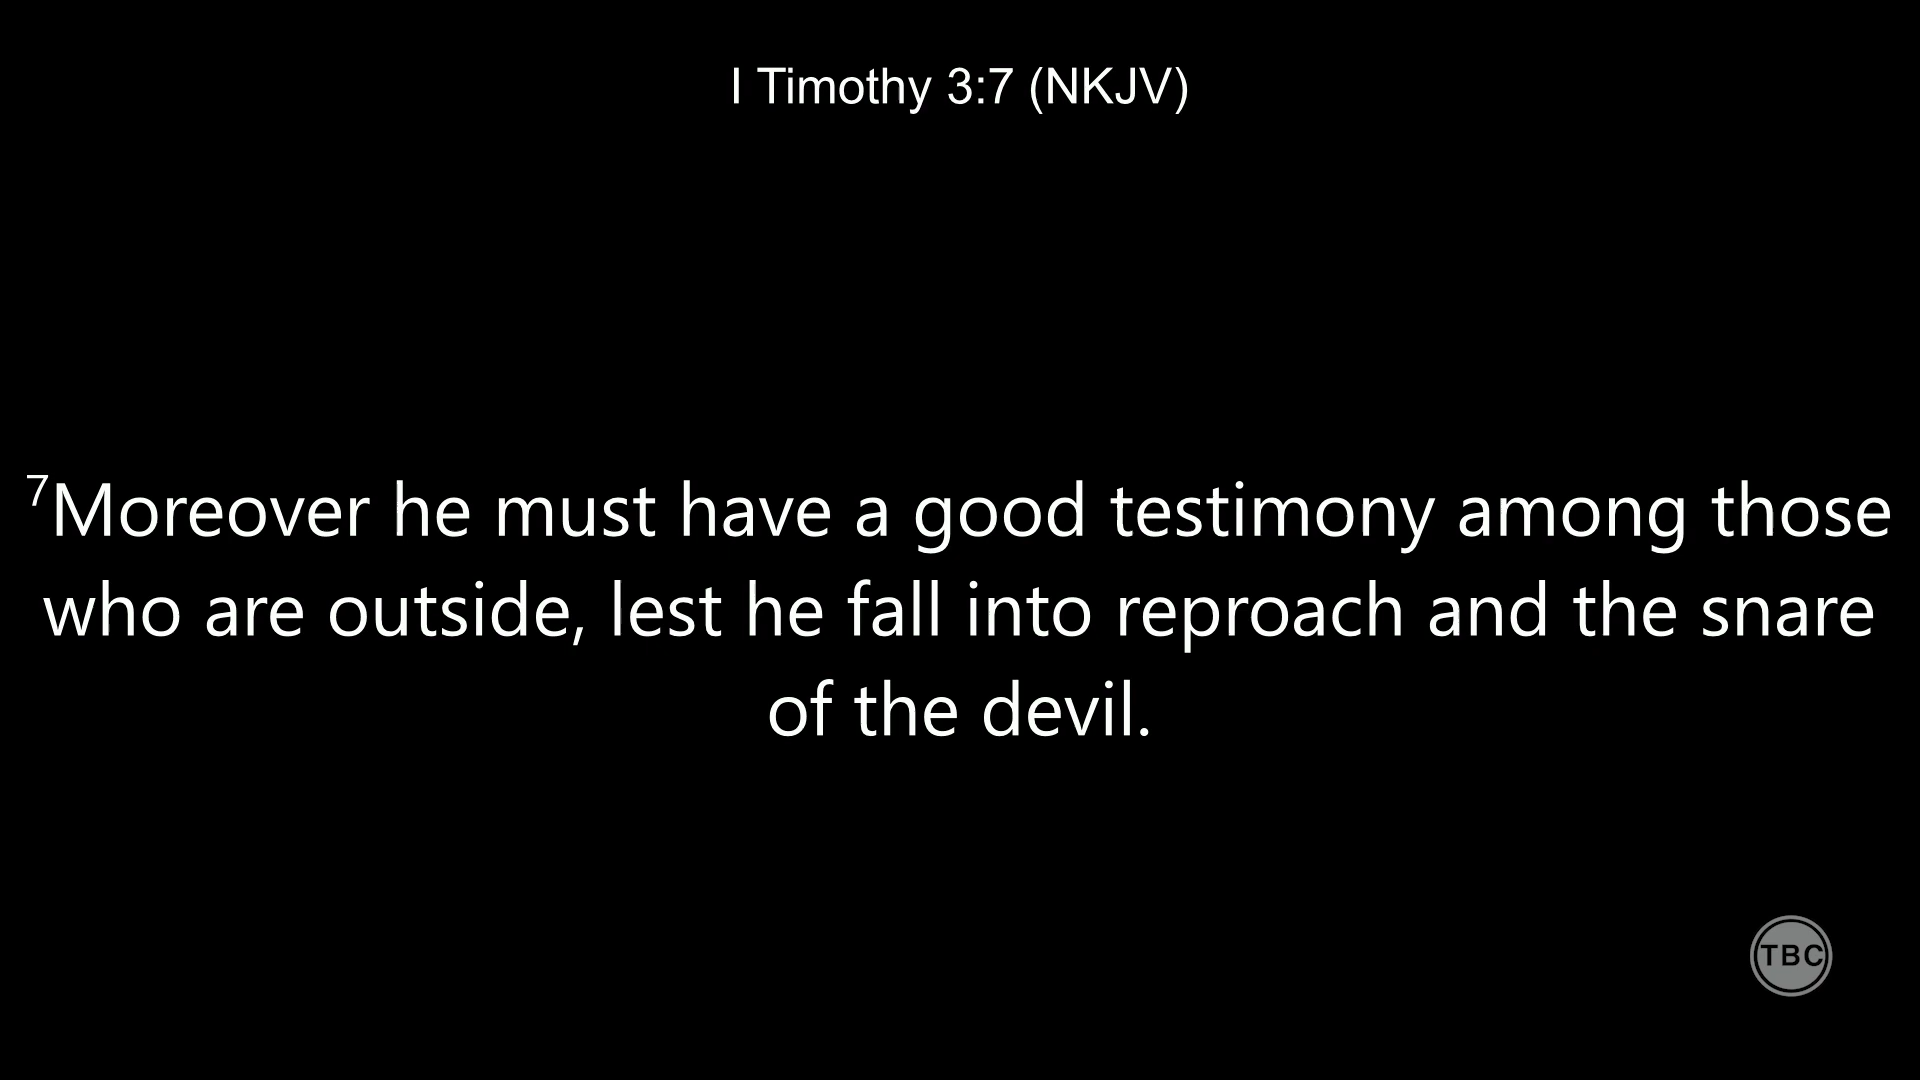 I Timothy 3:7 (NKJV)
⁷Moreover he must have a good testimony among those
who are outside, lest he fall into reproach and the snare
of the devil.
TBC